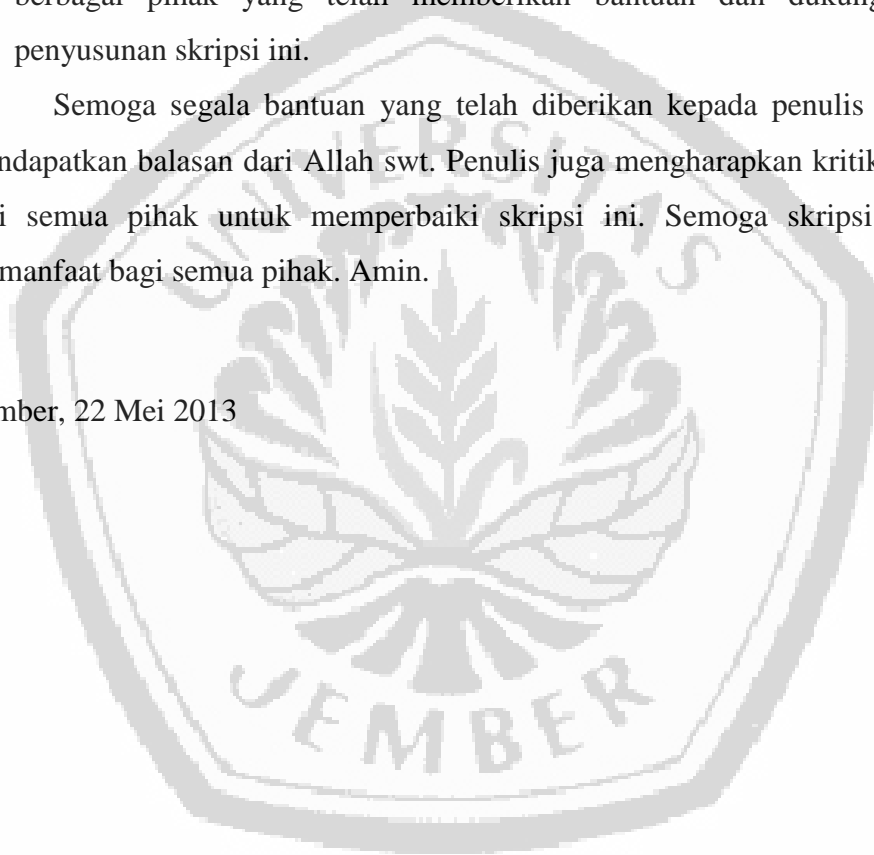 berbagai pihak yang telah memberikan bantuan dan dukung
penyusunan skripsi ini.
Semoga segala bantuan yang telah diberikan kepada penulis
ndapatkan balasan dari Allah swt. Penulis juga mengharapkan kritik
i semua pihak untuk memperbaiki skripsi ini. Semoga skripsi
manfaat bagi semua pihak. Amin.
mber, 22 Mei 2013
UNIVERSITAS
JEMBER